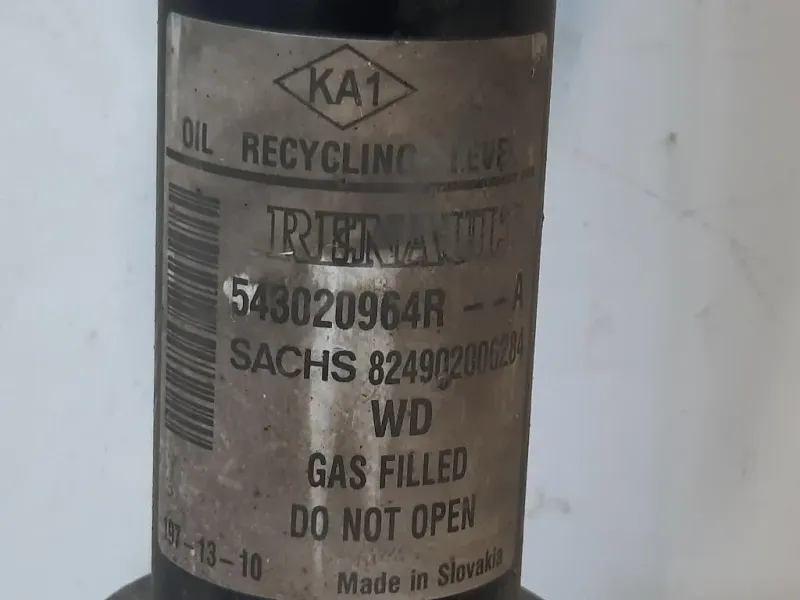 KA1
OIL RECYCLING LEVEL
RENAULT
543020964R -- A
SACHS 824902006284
WD
GAS FILLED
DO NOT OPEN
197-13-10
Made in Slovakia